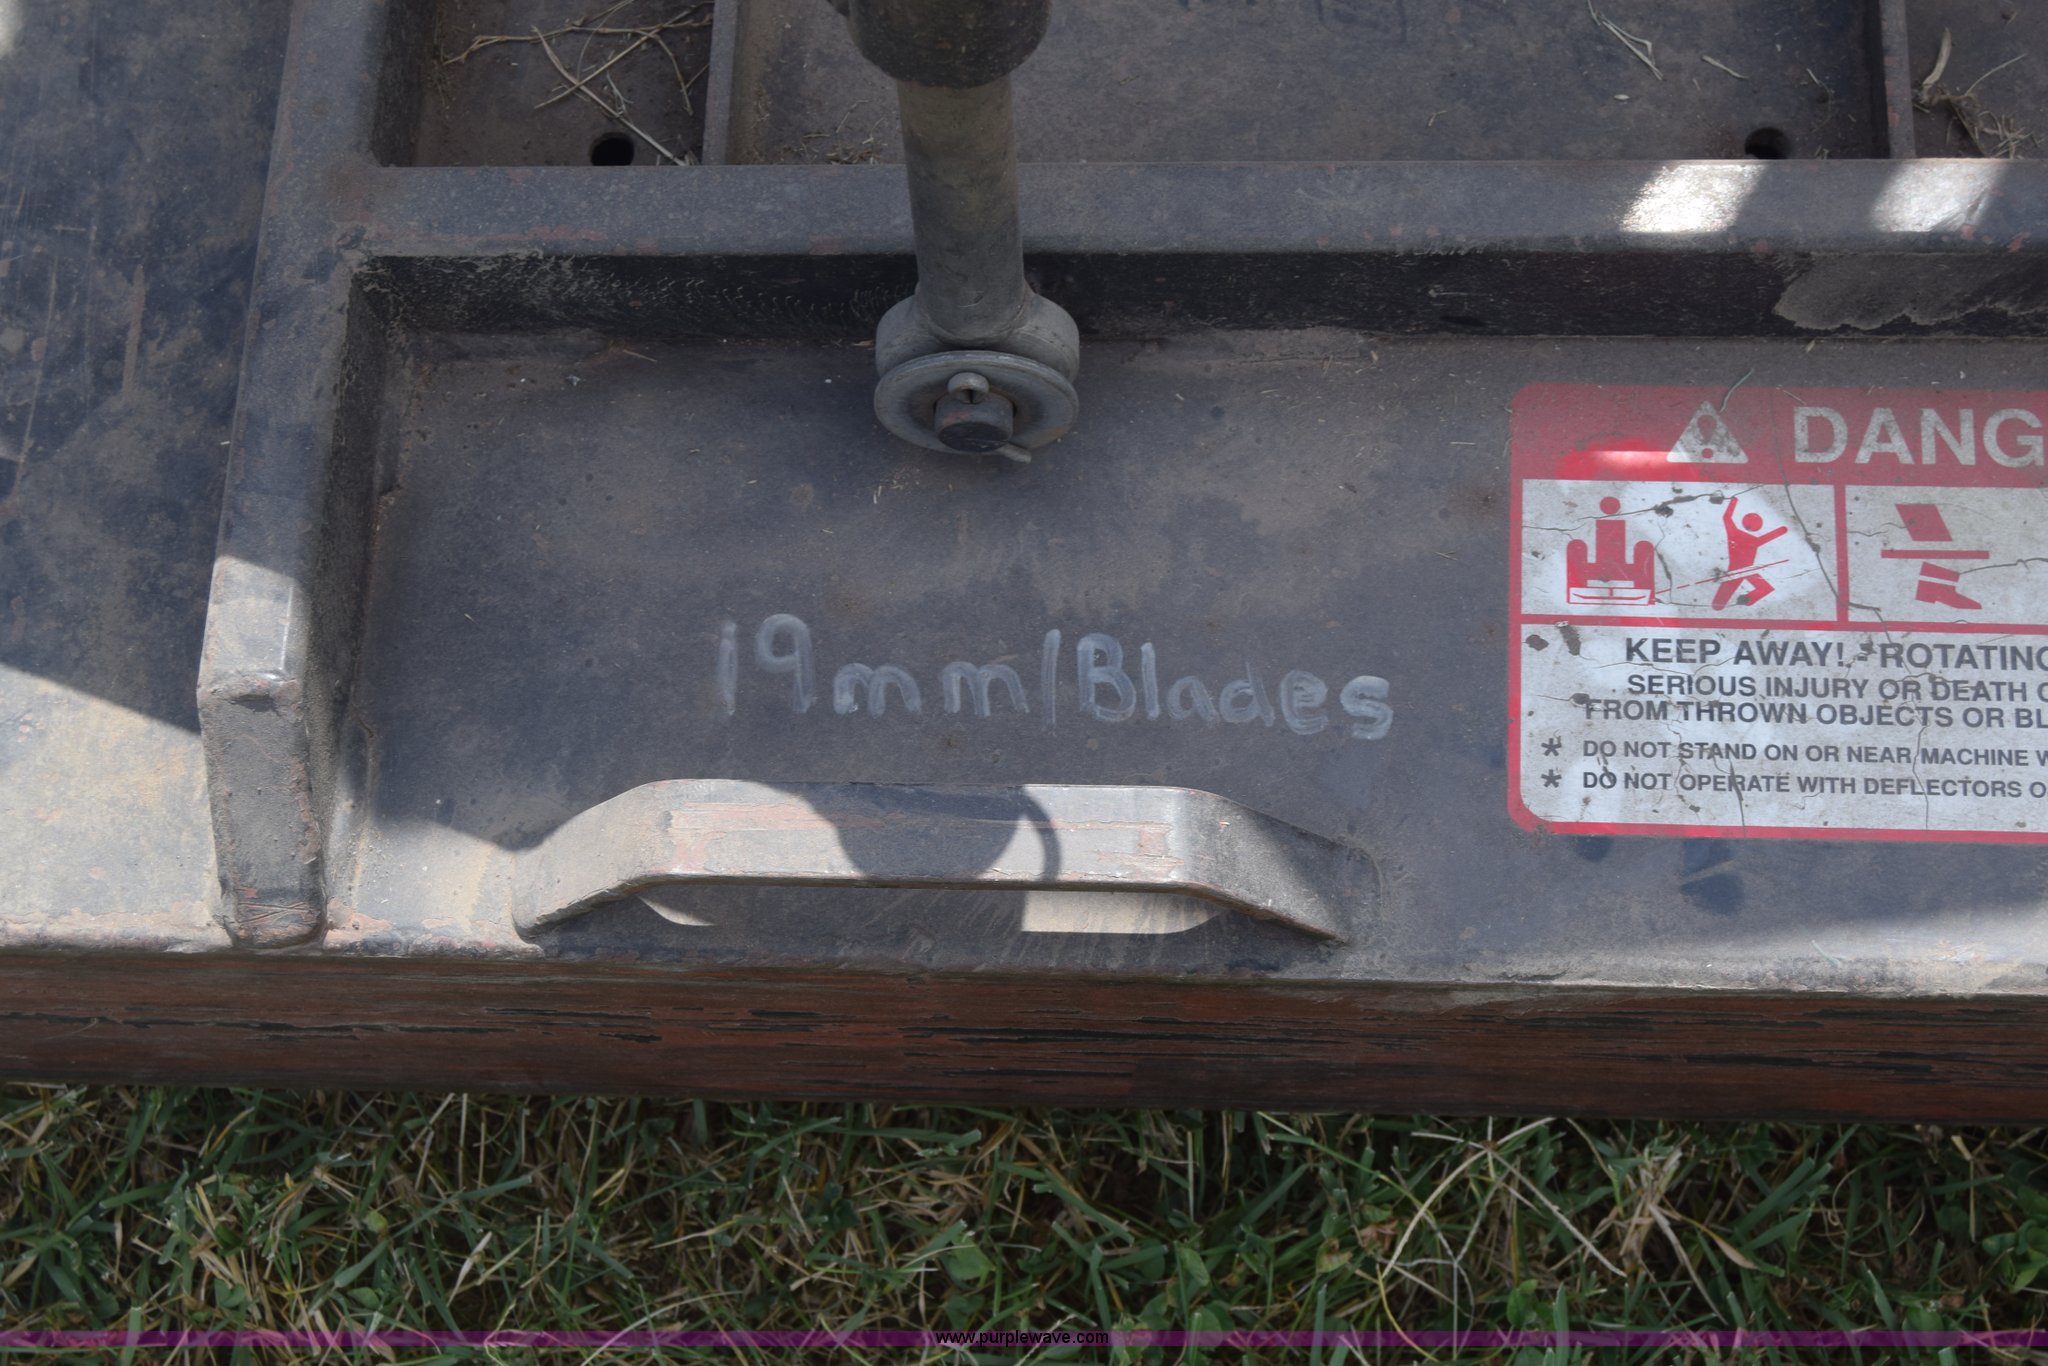 19mm/Blades
DANG
KEEP AWAY! - ROTATING
SERIOUS INJURY OR DEATH
FROM THROWN OBJECTS OR
* DO NOT STAND ON OR NEAR MACHINE
* DO NOT OPERATE WITH DEFLECTORS
www.purplewave.com